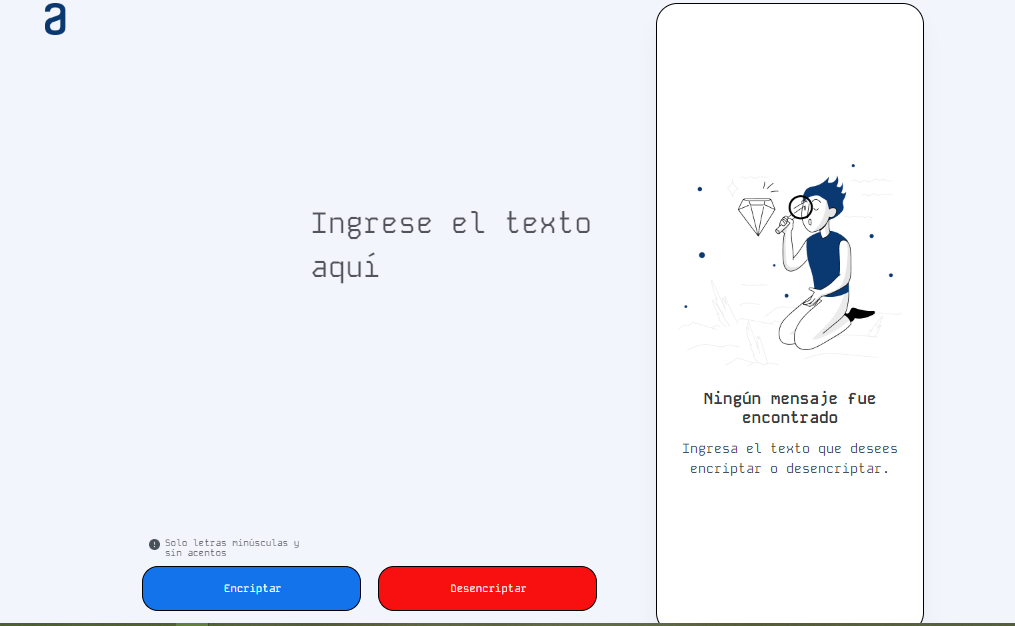 a
Ingrese el texto
aquí
Solo letras minúsculas y
sin acentos
Encriptar
Desencriptar
Ningún mensaje fue
encontrado
Ingresa el texto que desees
encriptar o desencriptar.